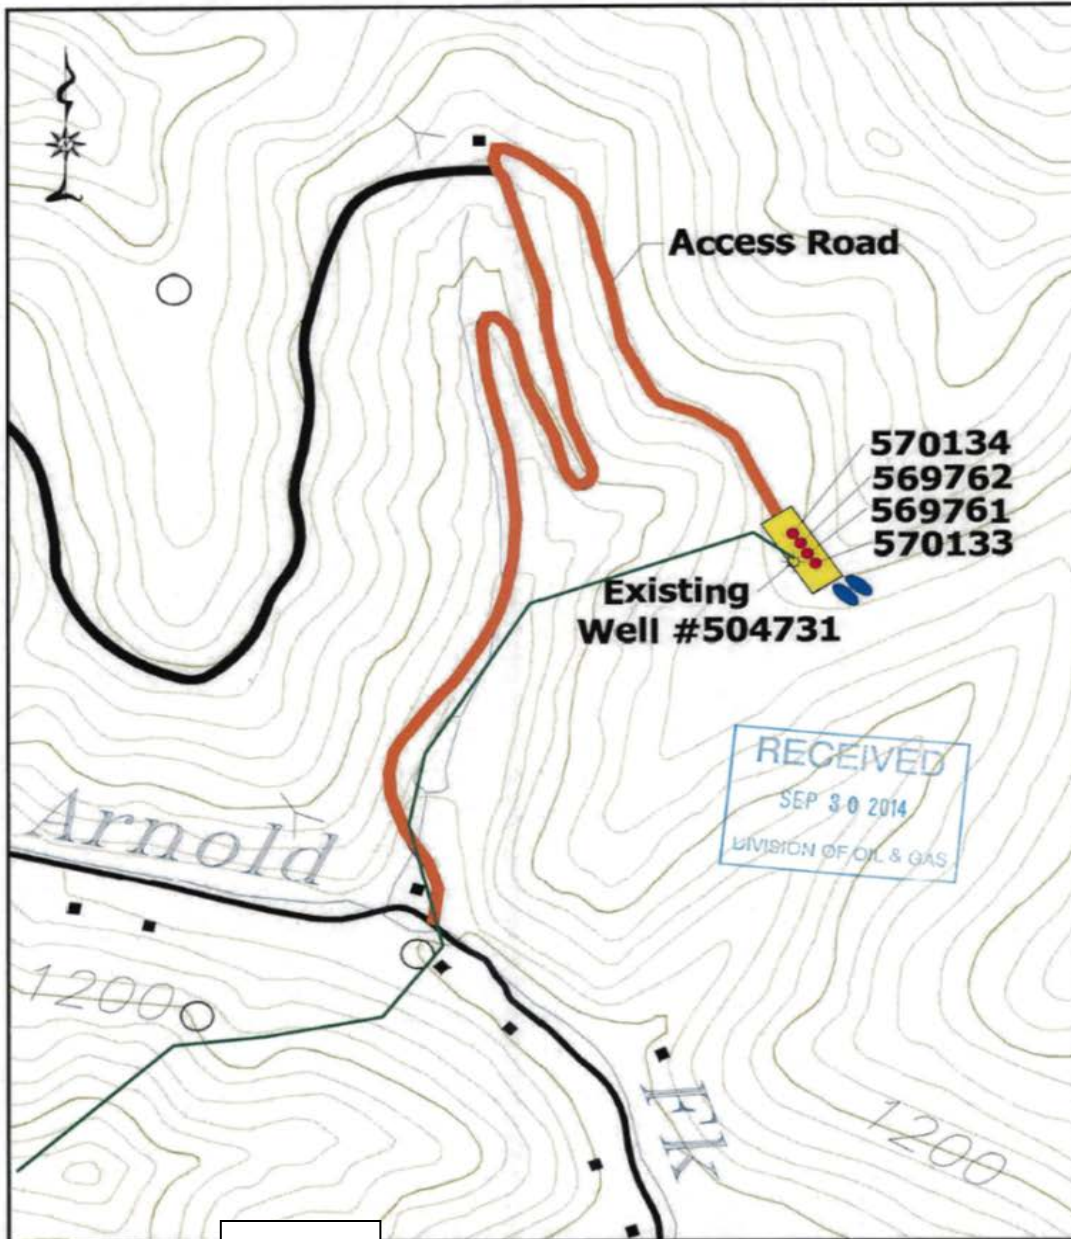 Access Road
570134
569762
569761
570133
Existing
Well #504731
RECEIVED
SEP 30 2014
DIVISION OF OIL & GAS
Arnold
1200
Fk
1200